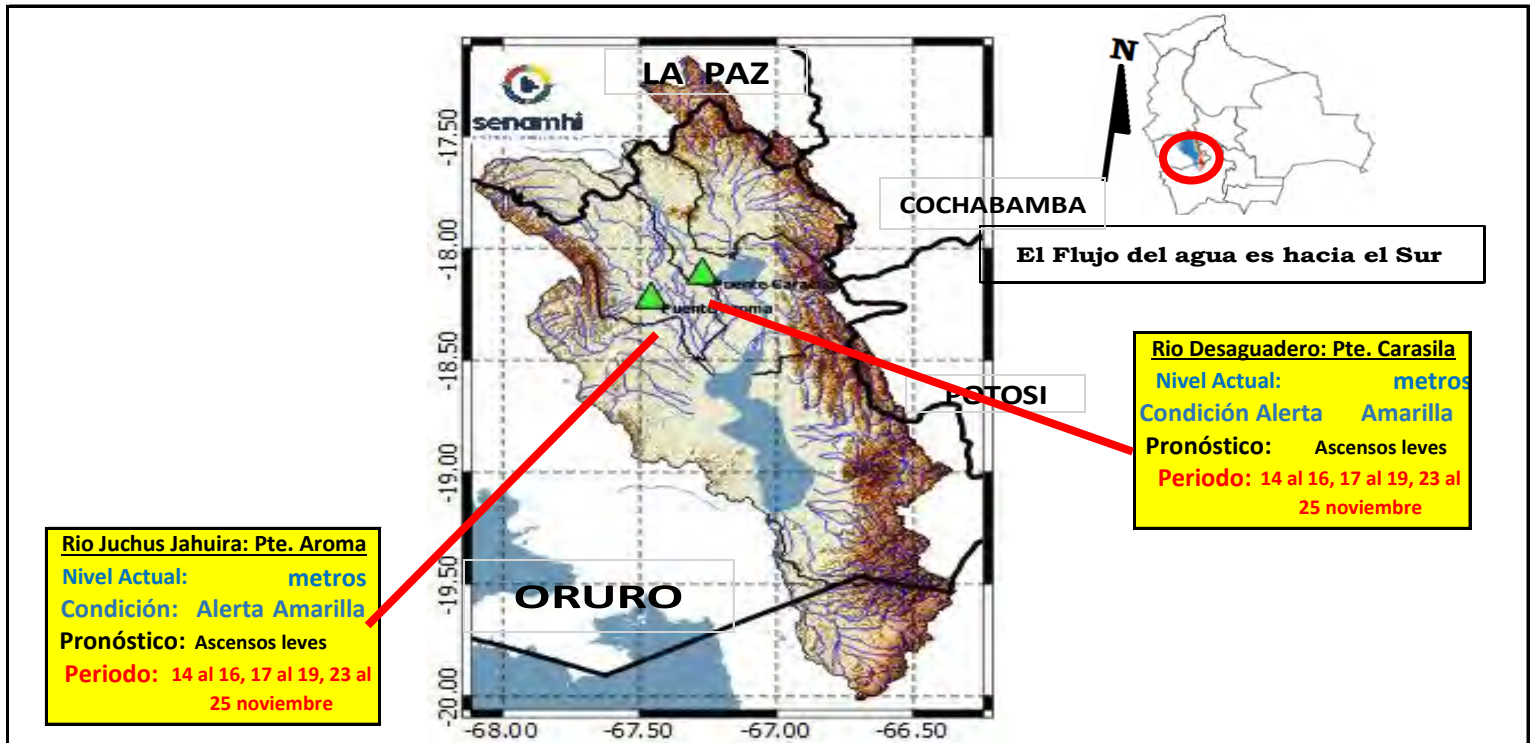 LA PAZ
senamhi
N
COCHABAMBA
El Flujo del agua es hacia el Sur
POTOSI
ORURO
Rio Desaguadero: Pte. Carasila
Nivel Actual: metros
Condición Alerta Amarilla
Pronóstico: Ascensos leves
Periodo: 14 al 16, 17 al 19, 23 al
25 noviembre
Rio Juchus Jahuira: Pte. Aroma
Nivel Actual: metros
Condición: Alerta Amarilla
Pronóstico: Ascensos leves
Periodo: 14 al 16, 17 al 19, 23 al
25 noviembre
-17.50
-18.00
-18.50
-19.00
-19.50
-20.00
-68.00 -67.50 -67.00 -66.50